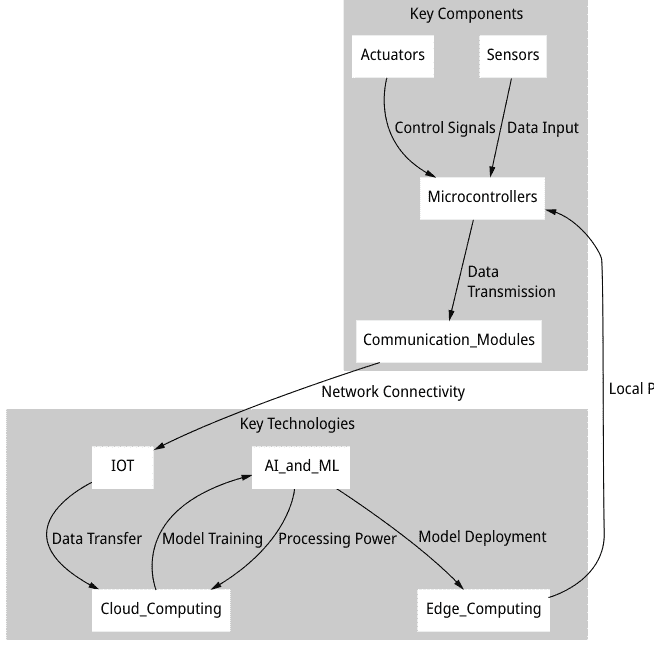 Key Components
Actuators
Sensors
Control Signals
Data Input
Microcontrollers
Data
Transmission
Communication_Modules
Network Connectivity
Local P
Key Technologies
IOT
AI_and_ML
Data Transfer
Model Training
Processing Power
Model Deployment
Cloud_Computing
Edge_Computing